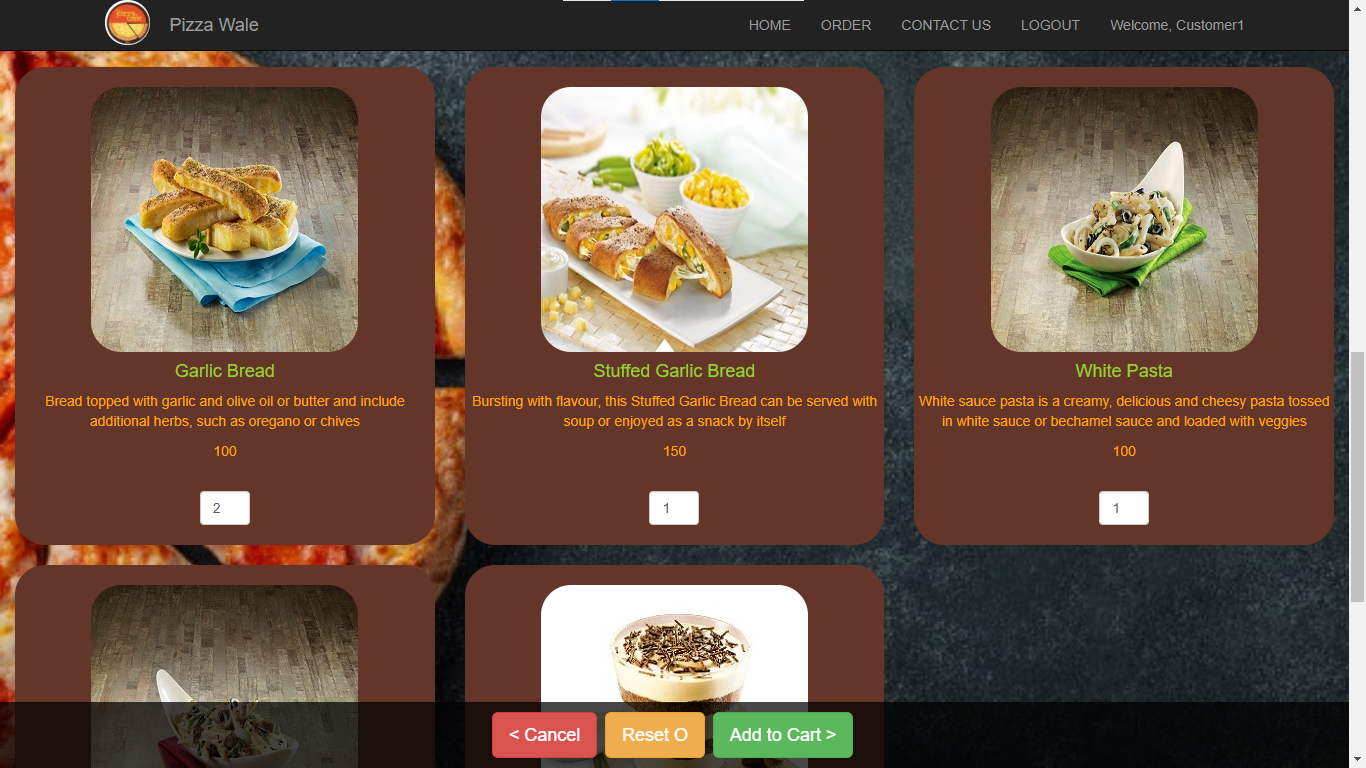 Pizza Wale
HOME
ORDER
CONTACT US
LOGOUT
Welcome, Customer1
Garlic Bread
Bread topped with garlic and olive oil or butter and include
additional herbs, such as oregano or chives
100
2
Stuffed Garlic Bread
Bursting with flavour, this Stuffed Garlic Bread can be served with
soup or enjoyed as a snack by itself
150
1
White Pasta
White sauce pasta is a creamy, delicious and cheesy pasta tossed
in white sauce or bechamel sauce and loaded with veggies
100
1
< Cancel
Reset O
Add to Cart >